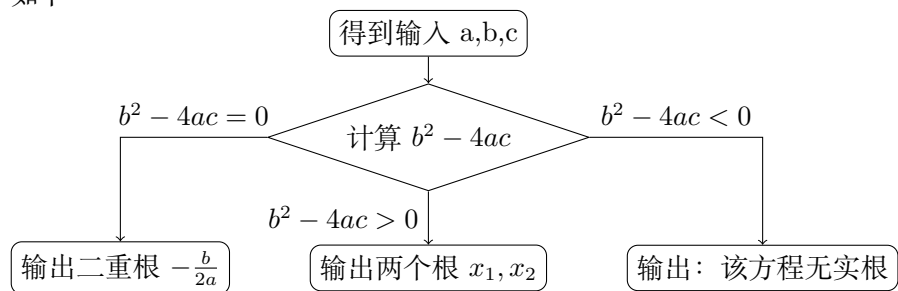 得到输入 a,b,c
b² − 4ac = 0
计算 b² − 4ac
b² − 4ac < 0
b² − 4ac > 0
输出二重根 −b/2a
输出两个根 x₁, x₂
输出：该方程无实根